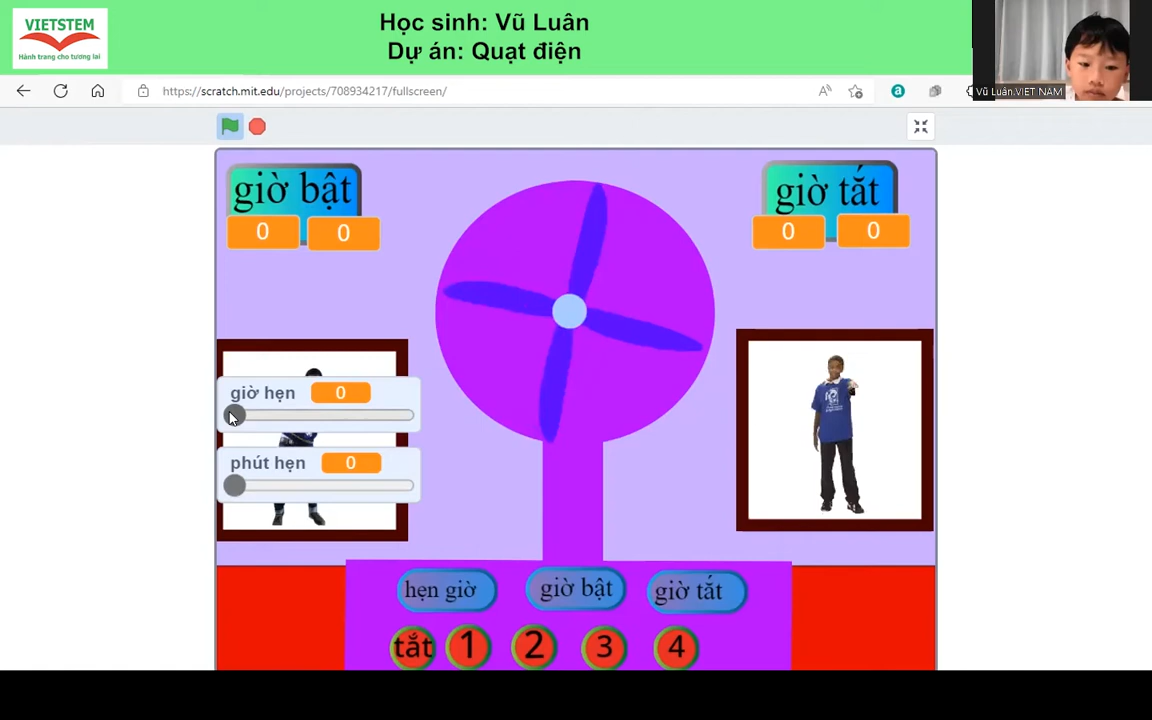 VIETSTEM
Hành trang cho tương lai
Học sinh: Vũ Luân
Dự án: Quạt điện
Vũ Luân.VIET NAM
https://scratch.mit.edu/projects/708934217/fullscreen/
giờ bật
0 0
giờ tắt
0 0
giờ hẹn 0
phút hẹn 0
hẹn giờ giờ bật giờ tắt
tắt 1 2 3 4